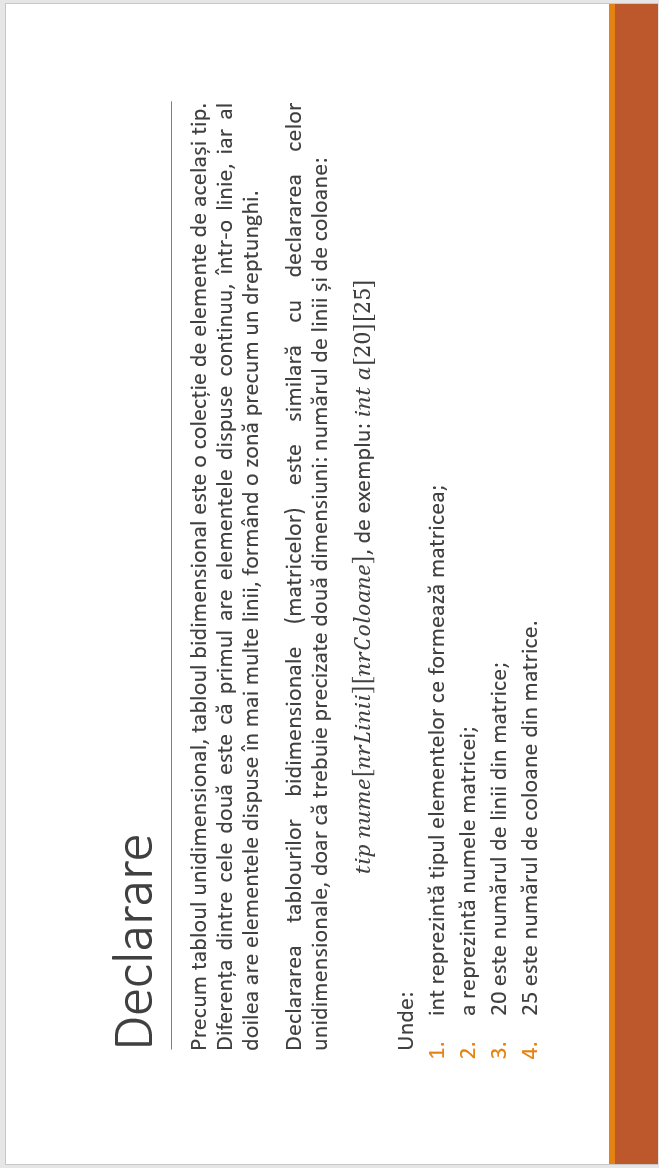 Declarare
Precum tabloul unidimensional, tabloul bidimensional este o colecție de elemente de același tip.
Diferența dintre cele două este că primul are elementele dispuse continuu, într-o linie, iar al
doilea are elementele dispuse în mai multe linii, formând o zonă precum un dreptunghi.
Declararea tablourilor bidimensionale (matricelor) este similară cu declararea celor
unidimensionale, doar că trebuie precizate două dimensiuni: numărul de linii și de coloane:
tip nume[nrLinii][nrColoane], de exemplu: int a[20][25]
Unde:
1. int reprezintă tipul elementelor ce formează matricea;
2. a reprezintă numele matricei;
3. 20 este numărul de linii din matrice;
4. 25 este numărul de coloane din matrice.